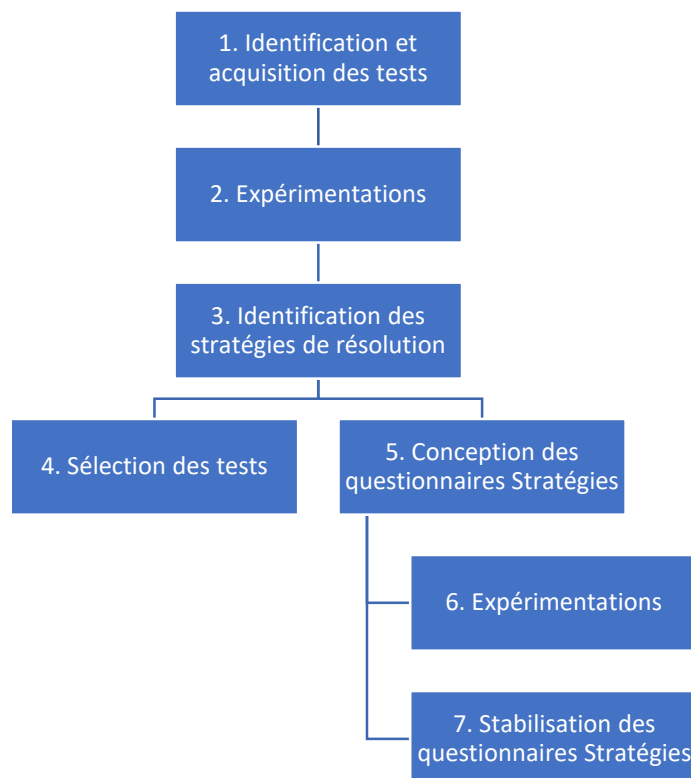 1. Identification et
acquisition des tests
2. Expérimentations
3. Identification des
stratégies de résolution
4. Sélection des tests
5. Conception des
questionnaires Stratégies
6. Expérimentations
7. Stabilisation des
questionnaires Stratégies